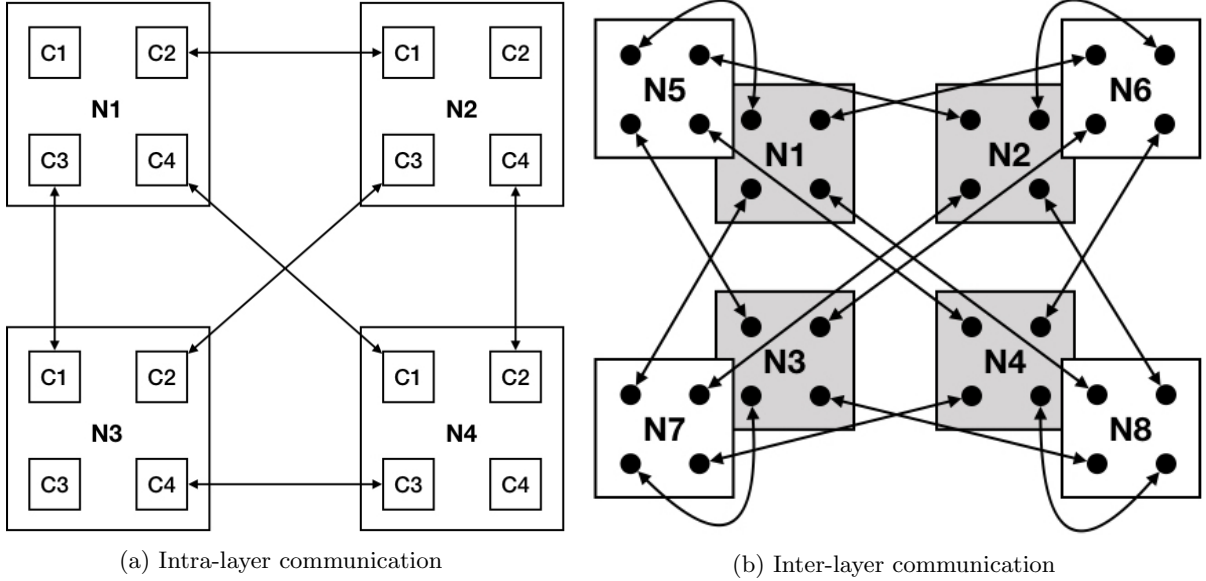 C1 C2
N1
C3 C4
C1 C2
N2
C3 C4
C1 C2
N3
C3 C4
C1 C2
N4
C3 C4
(a) Intra-layer communication
N5
N6
N1
N2
N3
N4
N7
N8
(b) Inter-layer communication